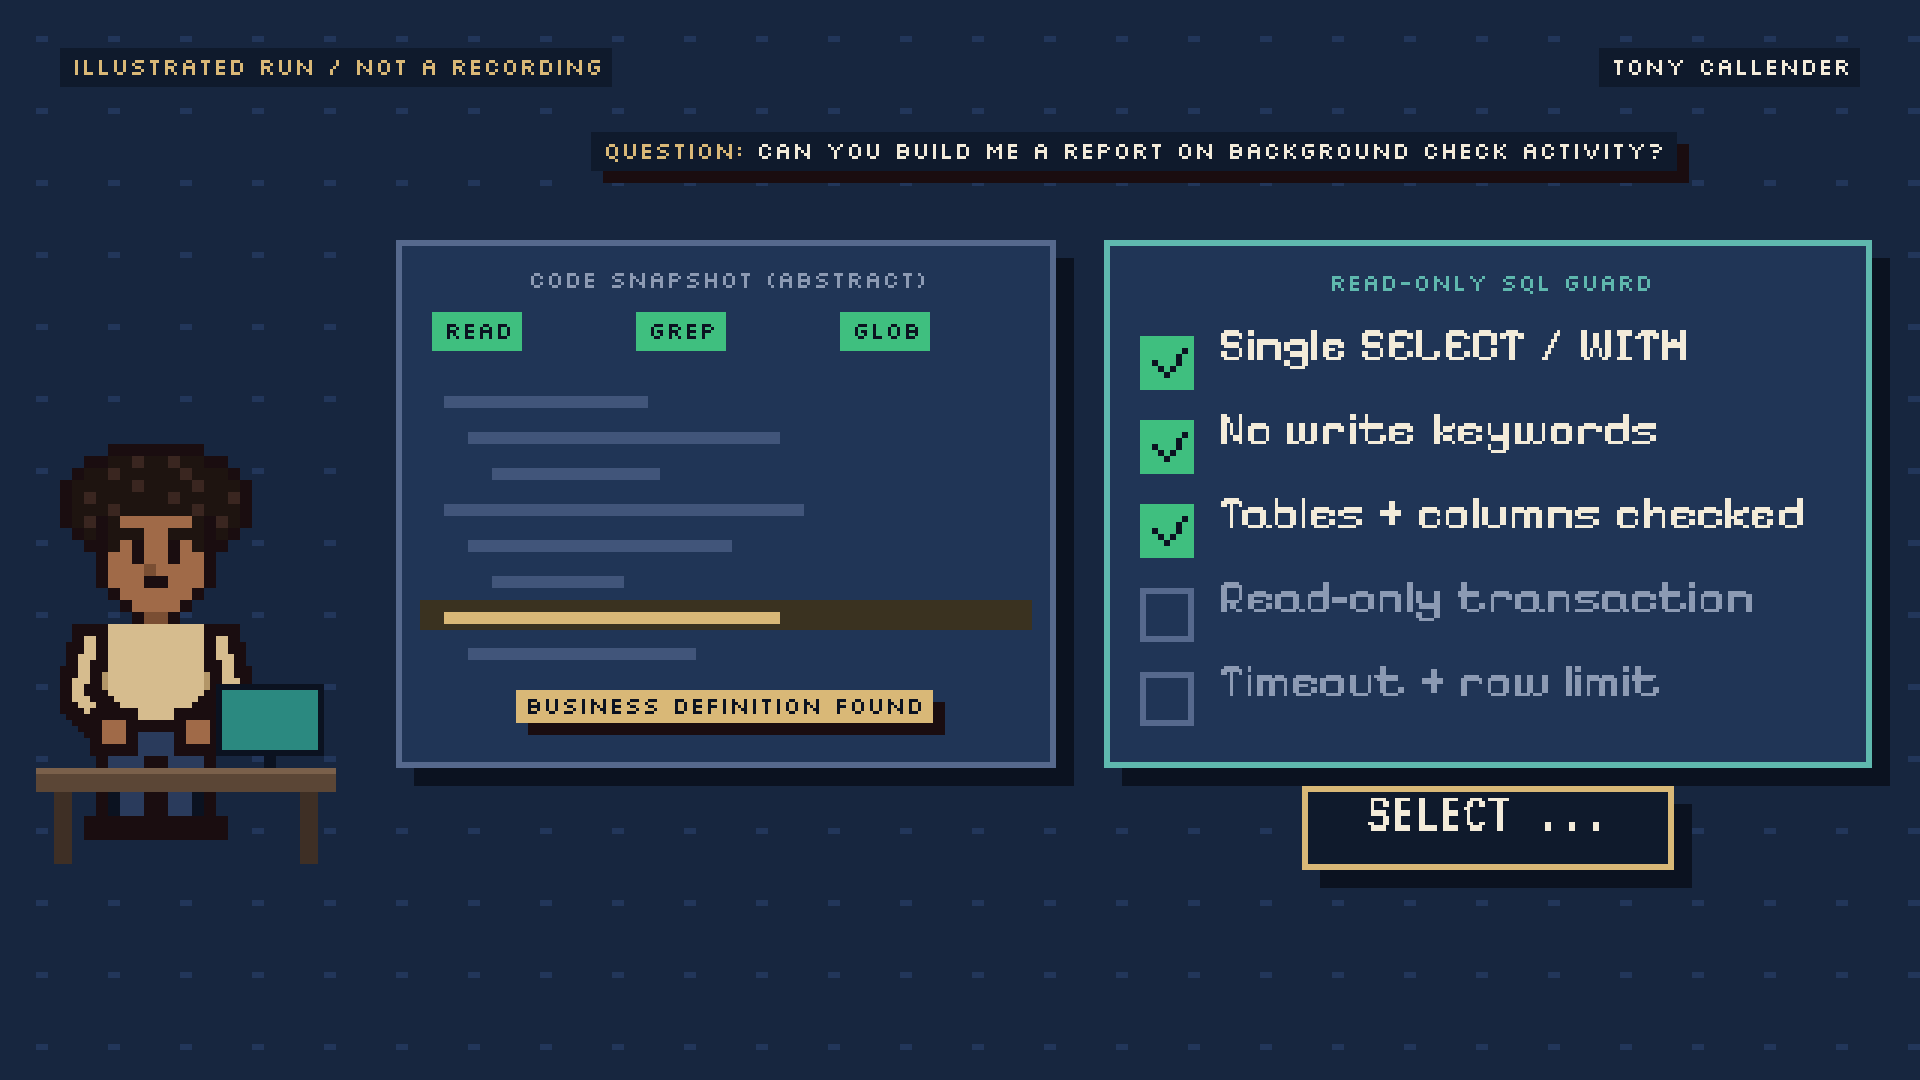 ILLUSTRATED RUN / NOT A RECORDING
TONY CALLENDER
QUESTION: CAN YOU BUILD ME A REPORT ON BACKGROUND CHECK ACTIVITY?
CODE SNAPSHOT (ABSTRACT)
READ GREP GLOB
BUSINESS DEFINITION FOUND
READ-ONLY SQL GUARD
Single SELECT / WITH
No write keywords
Tables + columns checked
Read-only transaction
Timeout + row limit
SELECT ...